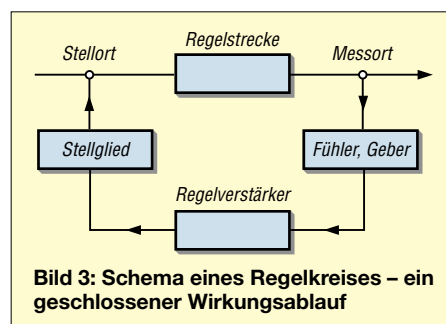 Stellort
Regelstrecke
Messort
Stellglied
Fühler, Geber
Regelverstärker
Bild 3: Schema eines Regelkreises – ein
geschlossener Wirkungsablauf